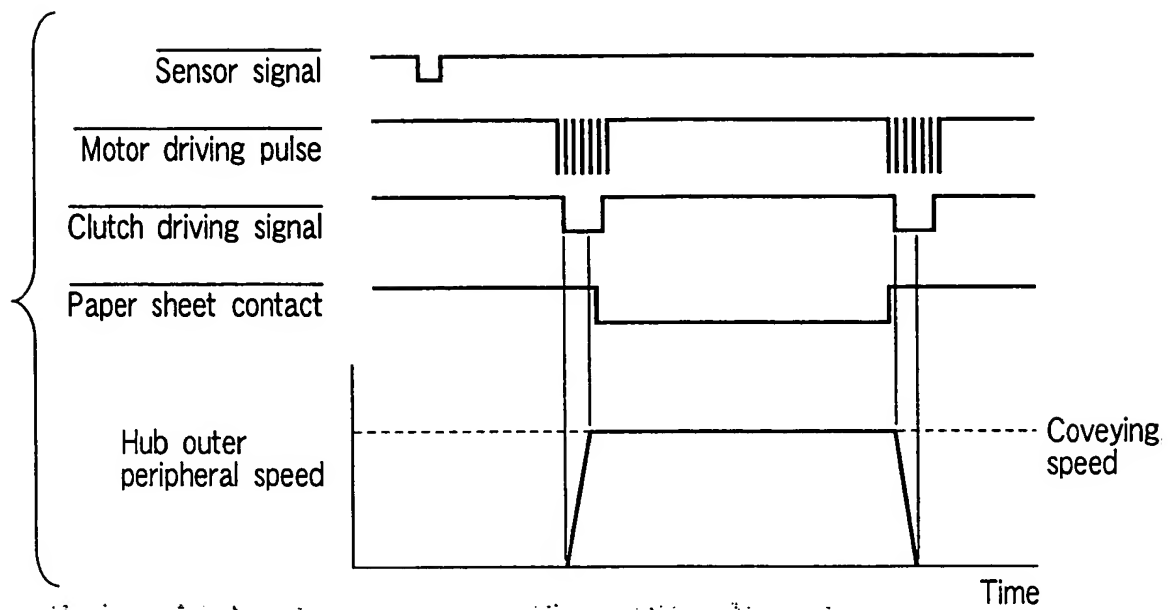 Sensor signal
Motor driving pulse
Clutch driving signal
Paper sheet contact
Hub outer
peripheral speed
Coveying
speed
Time